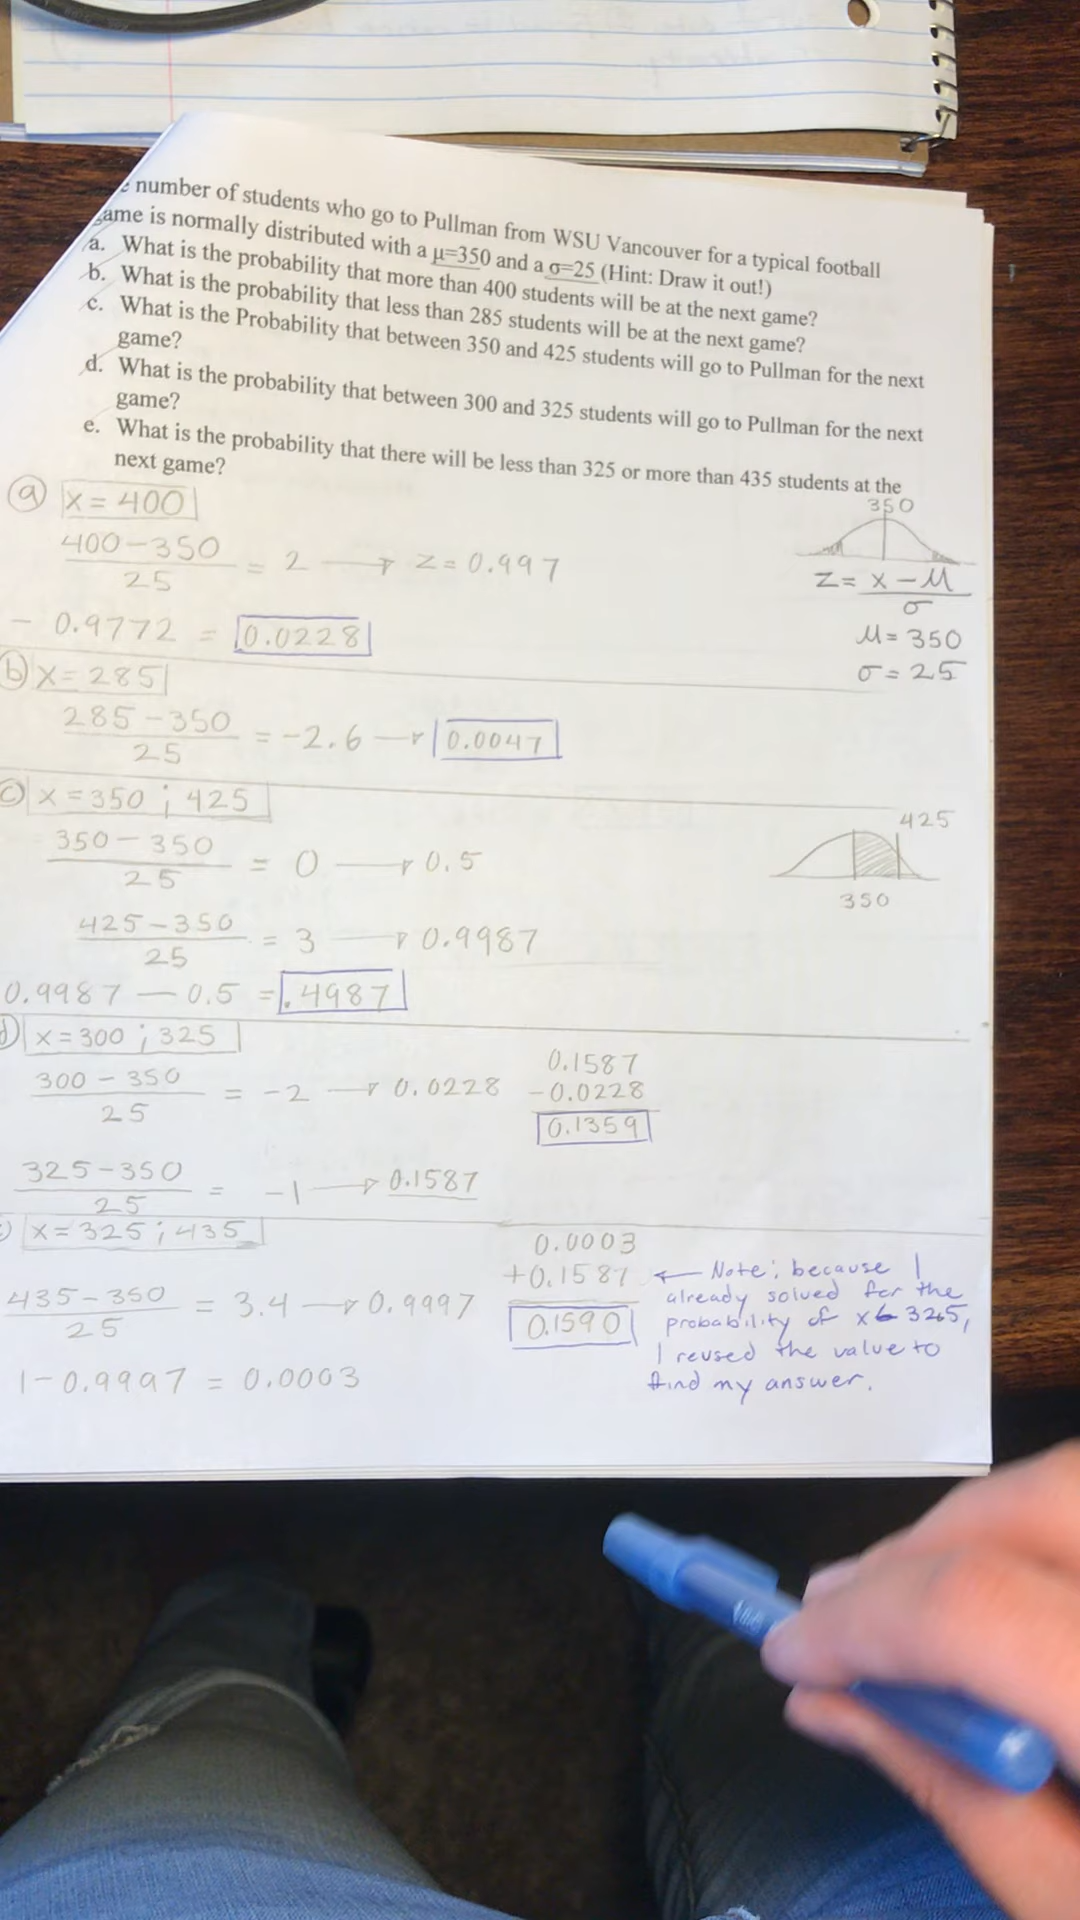 number of students who go to Pullman from WSU Vancouver for a typical football
game is normally distributed with a μ=350 and a σ=25 (Hint: Draw it out!)
a. What is the probability that more than 400 students will be at the next game?
b. What is the probability that less than 285 students will be at the next game?
c. What is the Probability that between 350 and 425 students will go to Pullman for the next
game?
d. What is the probability that between 300 and 325 students will go to Pullman for the next
game?
e. What is the probability that there will be less than 325 or more than 435 students at the
next game?
350
a x = 400
400 - 350 / 25 = 2 → z = 0.997
z = x - μ / σ
μ = 350
σ = 25
- 0.9772 = 0.0228
b x = 285
285 - 350 / 25 = -2.6 → 0.0047
c x = 350 ; 425
350 - 350 / 25 = 0 → 0.5
425
350
425 - 350 / 25 = 3 → 0.9987
0.9987 - 0.5 = .4987
d x = 300 ; 325
300 - 350 / 25 = -2 → 0.0228
0.1587
-0.0228
0.1359
325 - 350 / 25 = -1 → 0.1587
x = 325 ; 435
435 - 350 / 25 = 3.4 → 0.9997
1 - 0.9997 = 0.0003
0.0003
+0.1587
0.1590
← Note: because I
already solved for the
probability of x 325,
I reused the value to
find my answer.